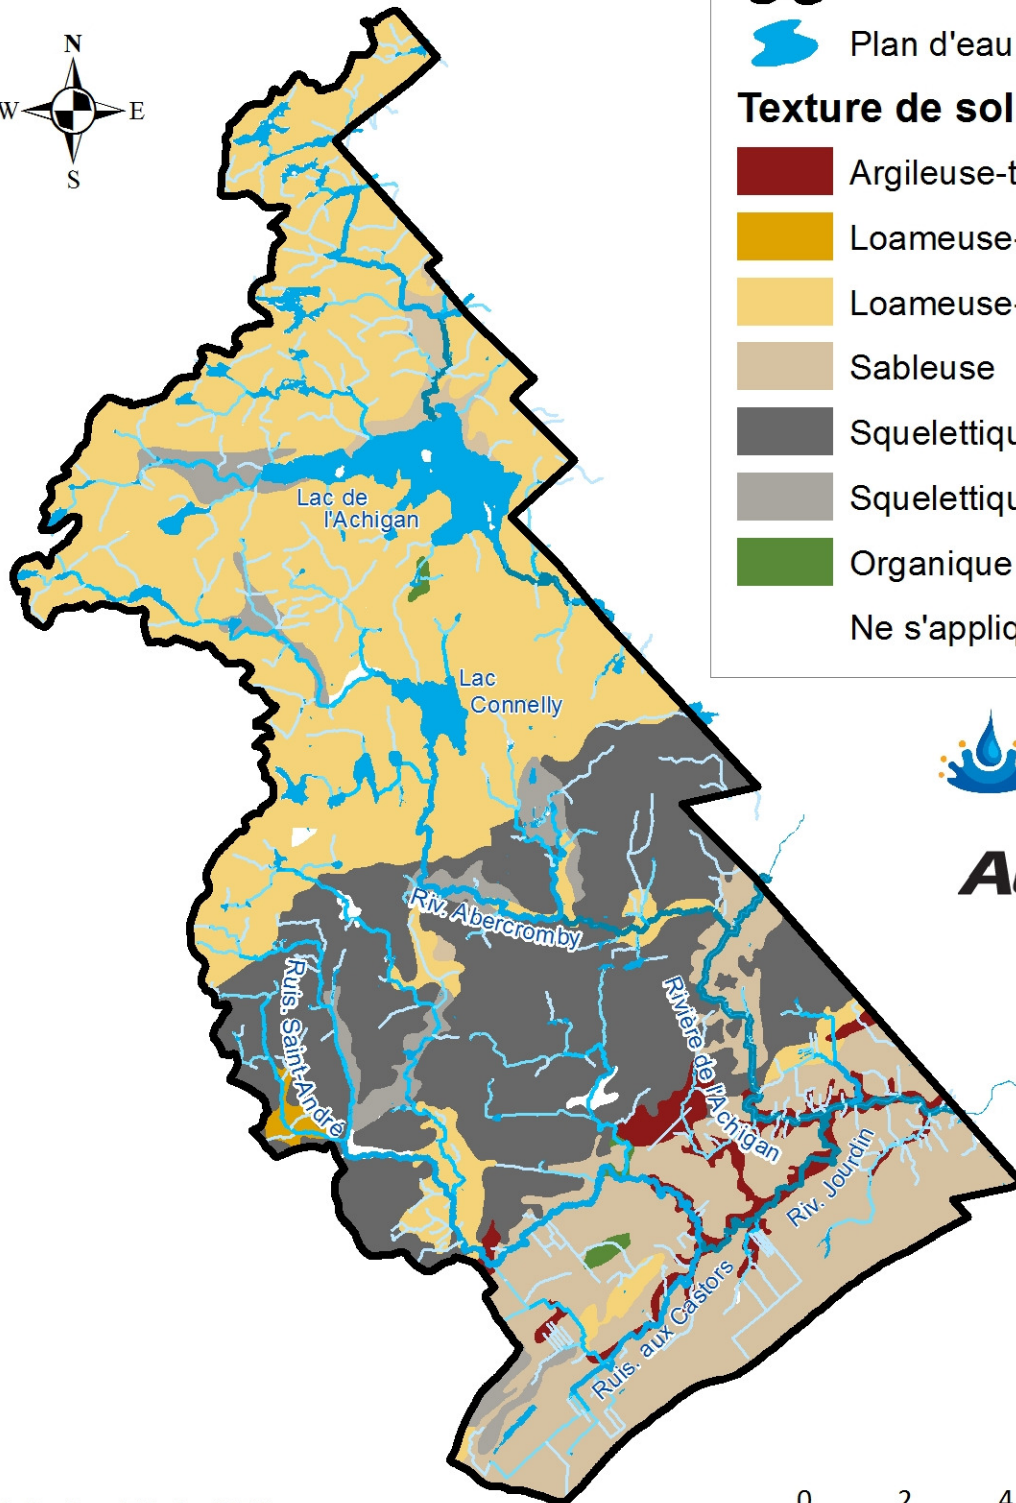 N
W
E
S
Plan d'eau
Texture de sol
Argileuse-t
Loameuse-
Loameuse-
Sableuse
Squelettiqu
Squelettiqu
Organique
Ne s'appliq
Lac de
l'Achigan
Lac
Connelly
Riv. Abercromby
Ruis. Saint-André
Rivière de l'Achigan
Riv. Jourdin
Ruis. aux Castors
0 2 4